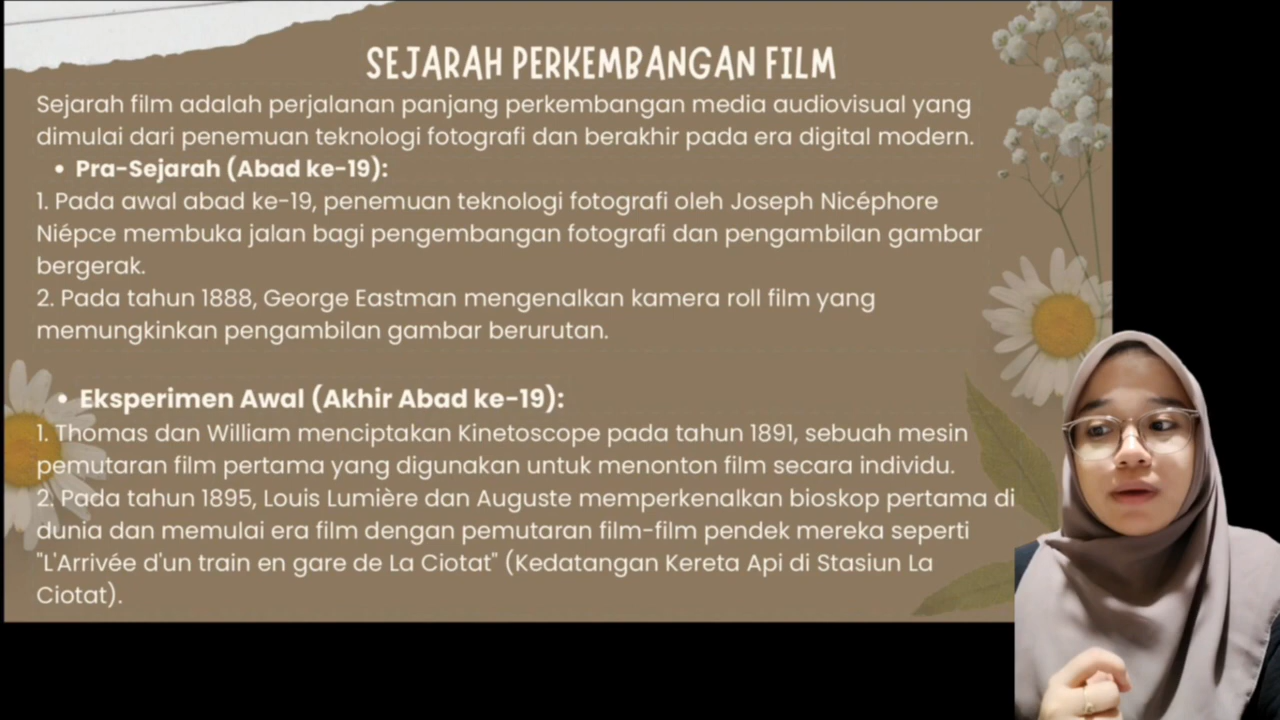 SEJARAH PERKEMBANGAN FILM
Sejarah film adalah perjalanan panjang perkembangan media audiovisual yang
dimulai dari penemuan teknologi fotografi dan berakhir pada era digital modern.
• Pra-Sejarah (Abad ke-19):
1. Pada awal abad ke-19, penemuan teknologi fotografi oleh Joseph Nicéphore
Niépce membuka jalan bagi pengembangan fotografi dan pengambilan gambar
bergerak.
2. Pada tahun 1888, George Eastman mengenalkan kamera roll film yang
memungkinkan pengambilan gambar berurutan.
• Eksperimen Awal (Akhir Abad ke-19):
1. Thomas dan William menciptakan Kinetoscope pada tahun 1891, sebuah mesin
pemutaran film pertama yang digunakan untuk menonton film secara individu.
2. Pada tahun 1895, Louis Lumière dan Auguste memperkenalkan bioskop pertama di
dunia dan memulai era film dengan pemutaran film-film pendek mereka seperti
"L'Arrivée d'un train en gare de La Ciotat" (Kedatangan Kereta Api di Stasiun La
Ciotat).